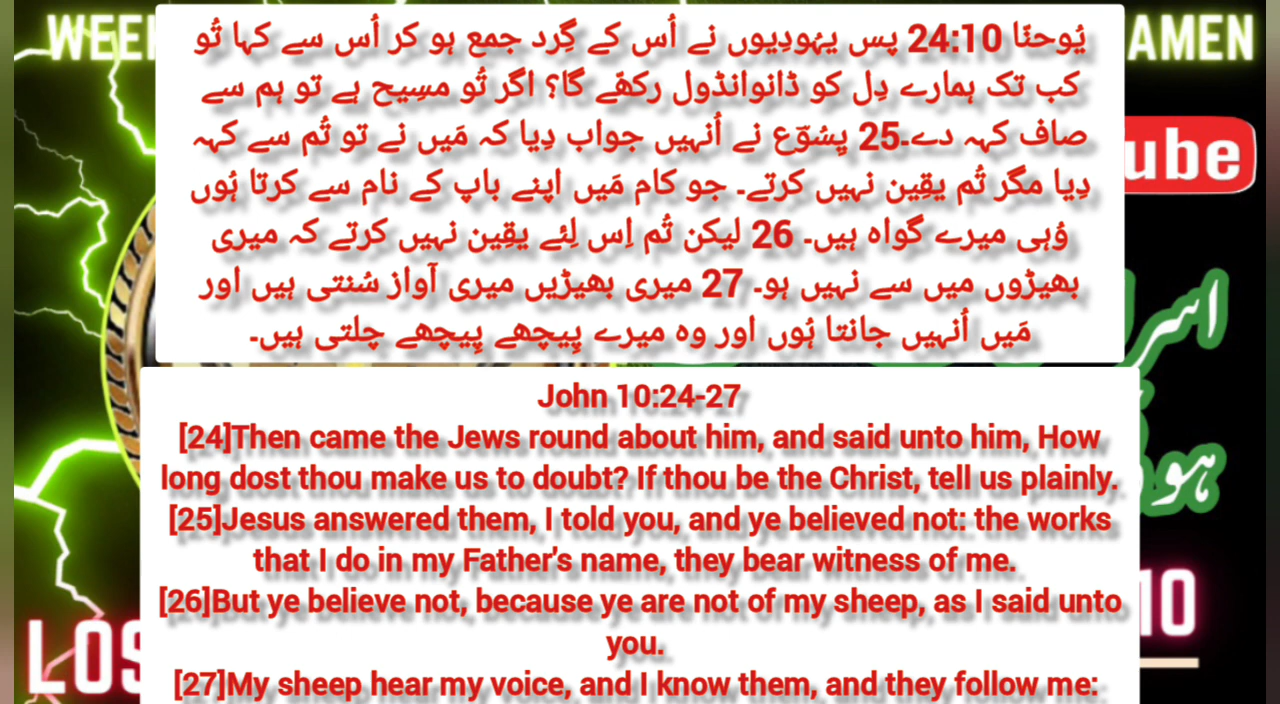 WEE
AMEN
یُوحنّا 24:10 پس یہُودِیوں نے اُس کے گِرد جمع ہو کر اُس سے کہا تُو
کب تک ہمارے دِل کو ڈانوانڈول رکھّے گا؟ اگر تُو مسِیح ہے تو ہم سے
صاف کہہ دے۔25 یِسُوؔع نے اُنہیں جواب دِیا کہ مَیں نے تو تُم سے کہہ
دِیا مگر تُم یقِین نہیں کرتے۔ جو کام مَیں اپنے باپ کے نام سے کرتا ہُوں
وُہی میرے گواہ ہیں۔ 26 لیکن تُم اِس لِئے یقِین نہیں کرتے کہ میری
بھیڑوں میں سے نہیں ہو۔ 27 میری بھیڑیں میری آواز سُنتی ہیں اور
مَیں اُنہیں جانتا ہُوں اور وہ میرے پِیچھے پِیچھے چلتی ہیں۔
ube
John 10:24-27
[24]Then came the Jews round about him, and said unto him, How
long dost thou make us to doubt? If thou be the Christ, tell us plainly.
[25]Jesus answered them, I told you, and ye believed not: the works
that I do in my Father's name, they bear witness of me.
[26]But ye believe not, because ye are not of my sheep, as I said unto
you.
[27]My sheep hear my voice, and I know them, and they follow me:
LOS
10